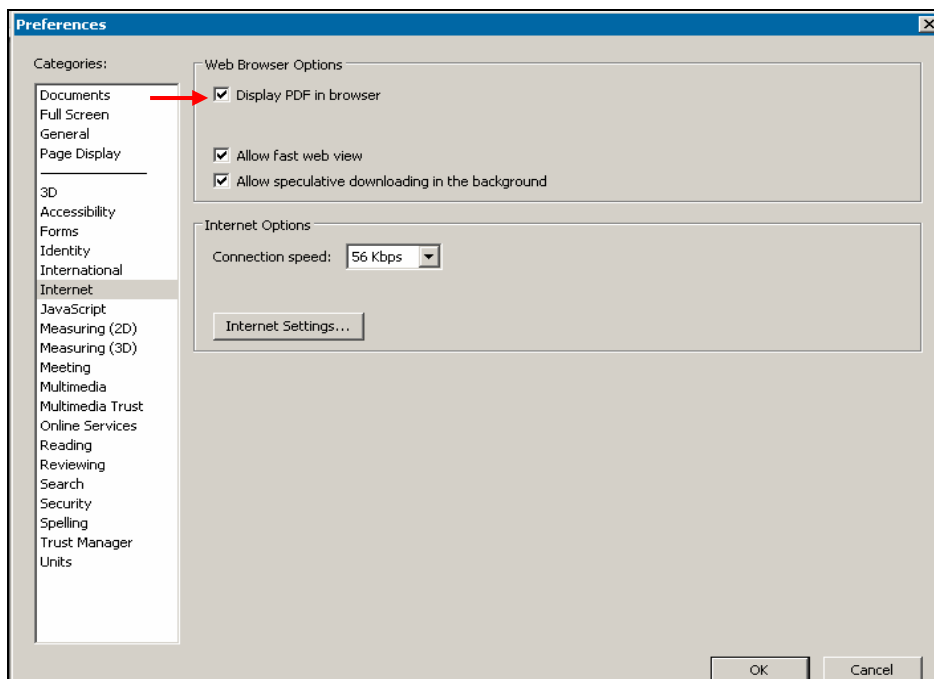 Preferences
Categories:
Documents
Full Screen
General
Page Display
3D
Accessibility
Forms
Identity
International
Internet
JavaScript
Measuring (2D)
Measuring (3D)
Meeting
Multimedia
Multimedia Trust
Online Services
Reading
Reviewing
Search
Security
Spelling
Trust Manager
Units
Web Browser Options
Display PDF in browser
Allow fast web view
Allow speculative downloading in the background
Internet Options
Connection speed: 56 Kbps
Internet Settings...
OK Cancel